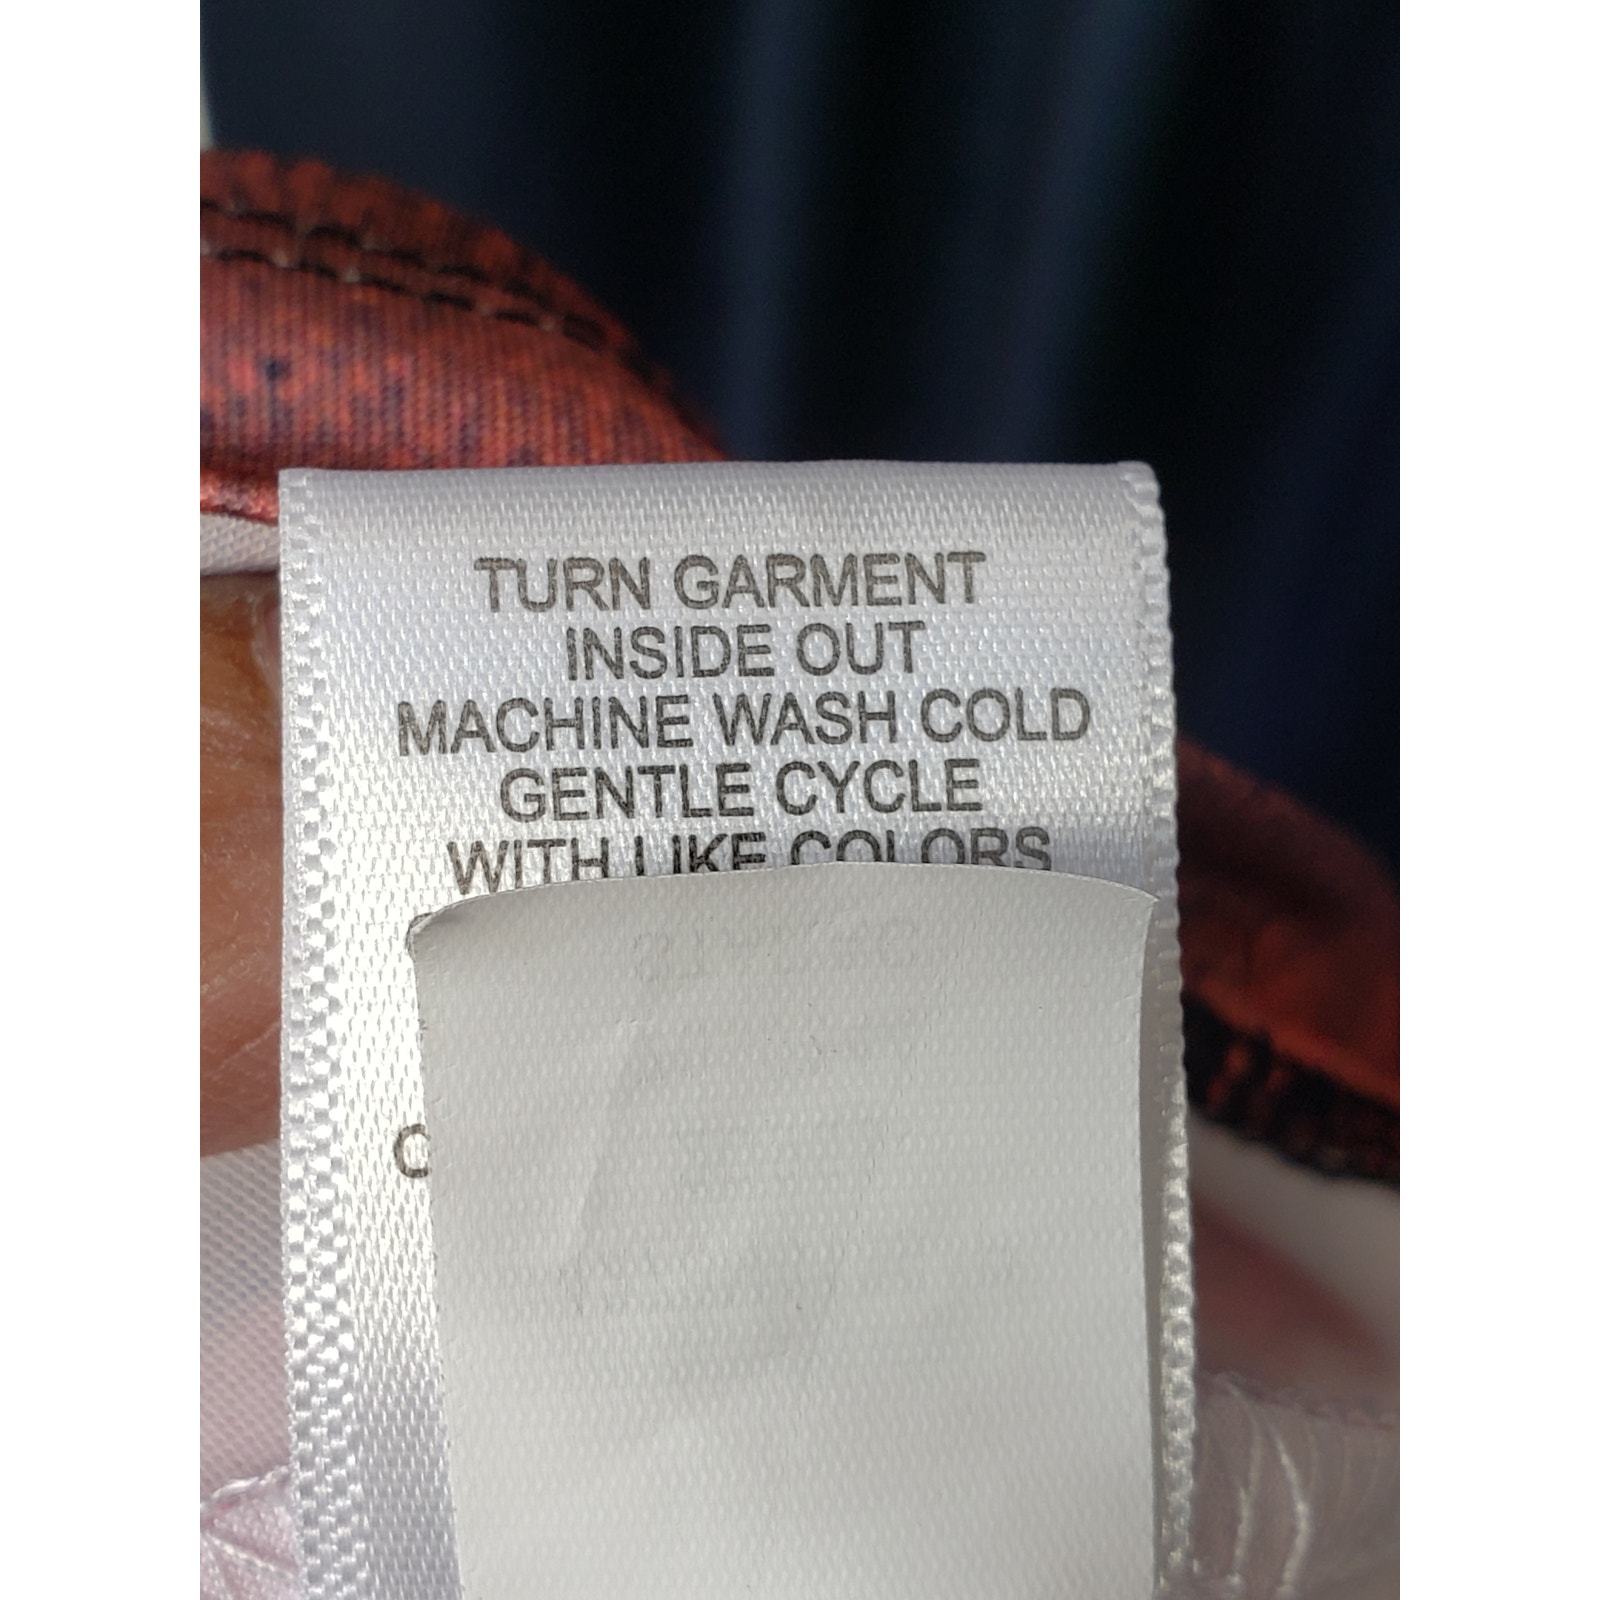 TURN GARMENT
INSIDE OUT
MACHINE WASH COLD
GENTLE CYCLE
WITH LIKE COLORS